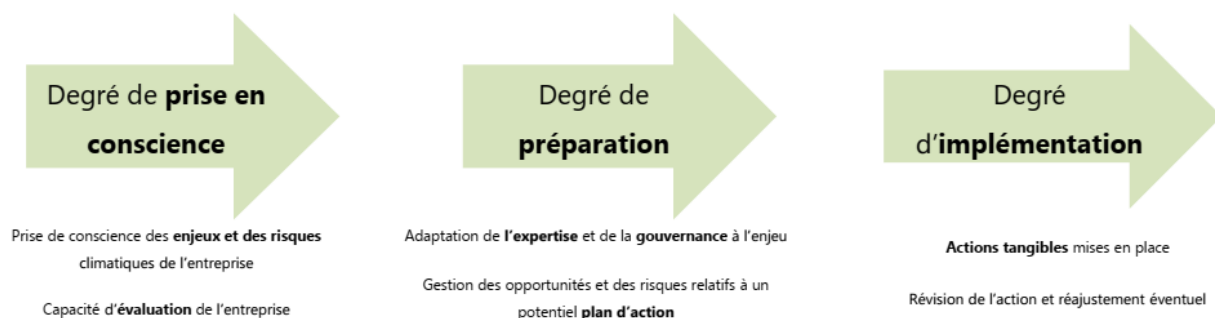 Degré de prise en
conscience
Prise de conscience des enjeux et des risques
climatiques de l'entreprise
Capacité d'évaluation de l'entreprise
Degré de
préparation
Adaptation de l'expertise et de la gouvernance à l'enjeu
Gestion des opportunités et des risques relatifs à un
potentiel plan d'action
Degré
d'implémentation
Actions tangibles mises en place
Révision de l'action et réajustement éventuel